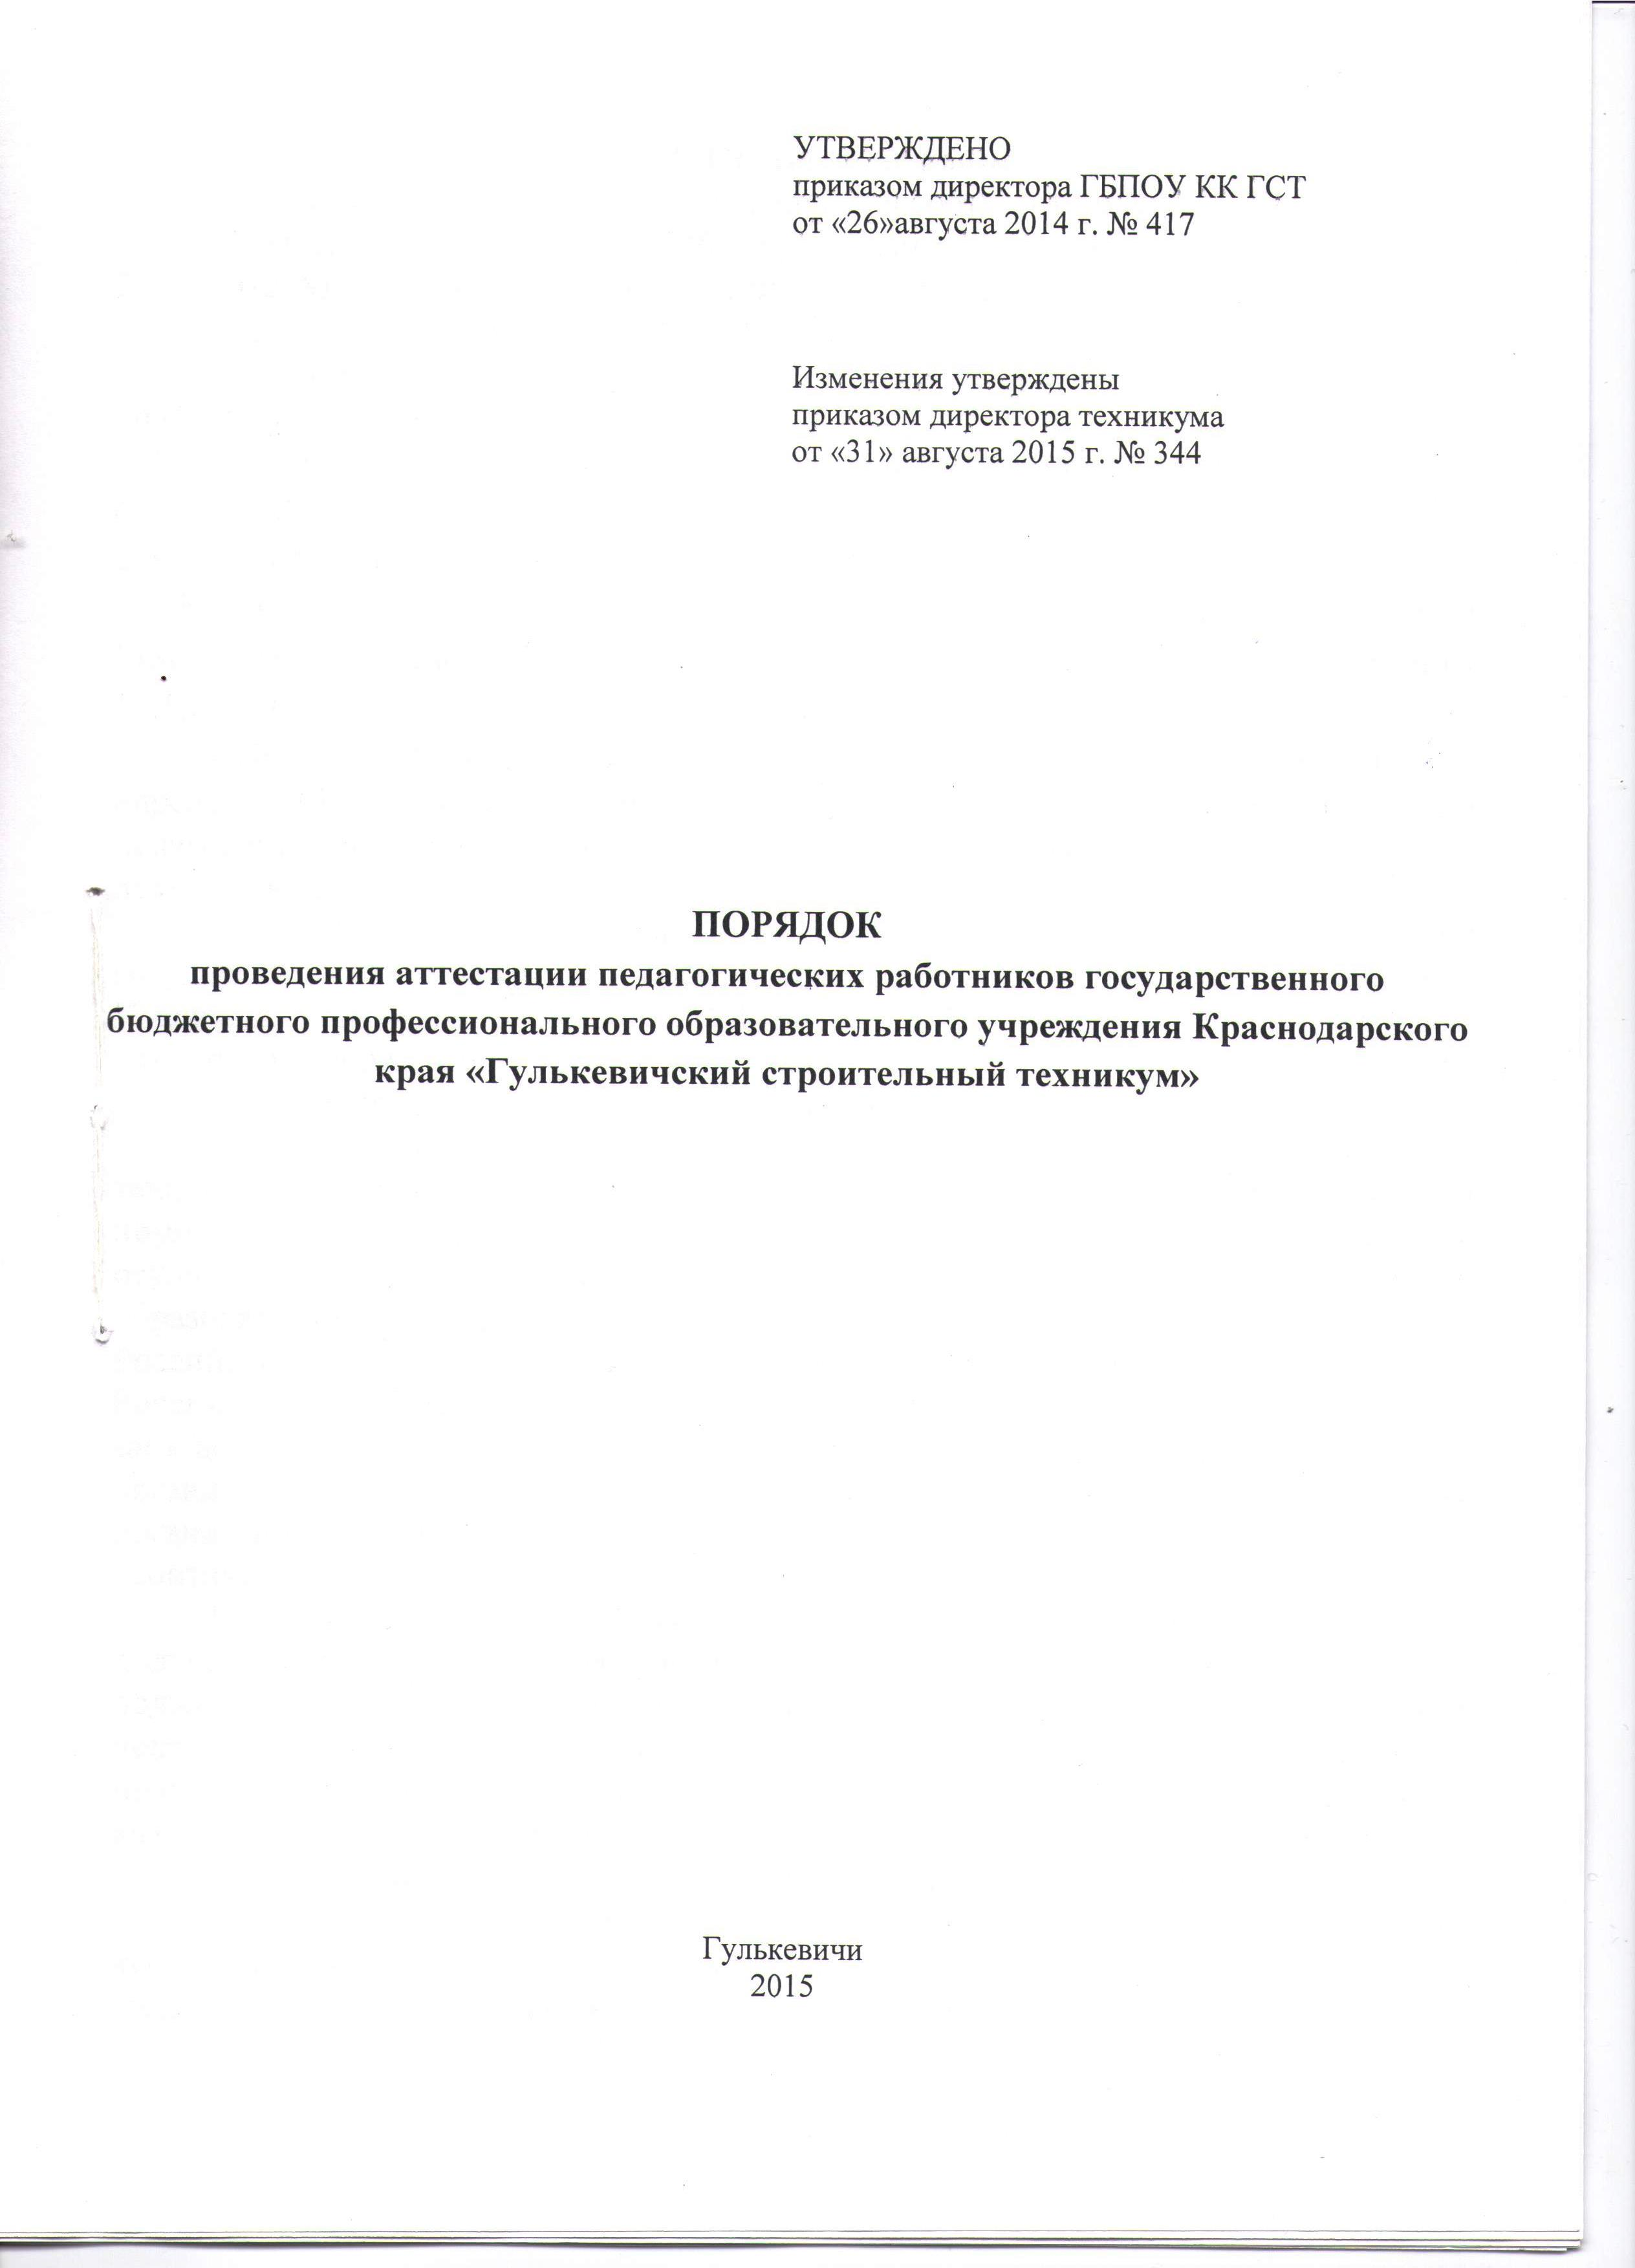 УТВЕРЖДЕНО
приказом директора ГБПОУ КК ГСТ
от «26»августа 2014 г. № 417
Изменения утверждены
приказом директора техникума
от «31» августа 2015 г. № 344
ПОРЯДОК
проведения аттестации педагогических работников государственного
бюджетного профессионального образовательного учреждения Краснодарского
края «Гулькевичский строительный техникум»
Гулькевичи
2015